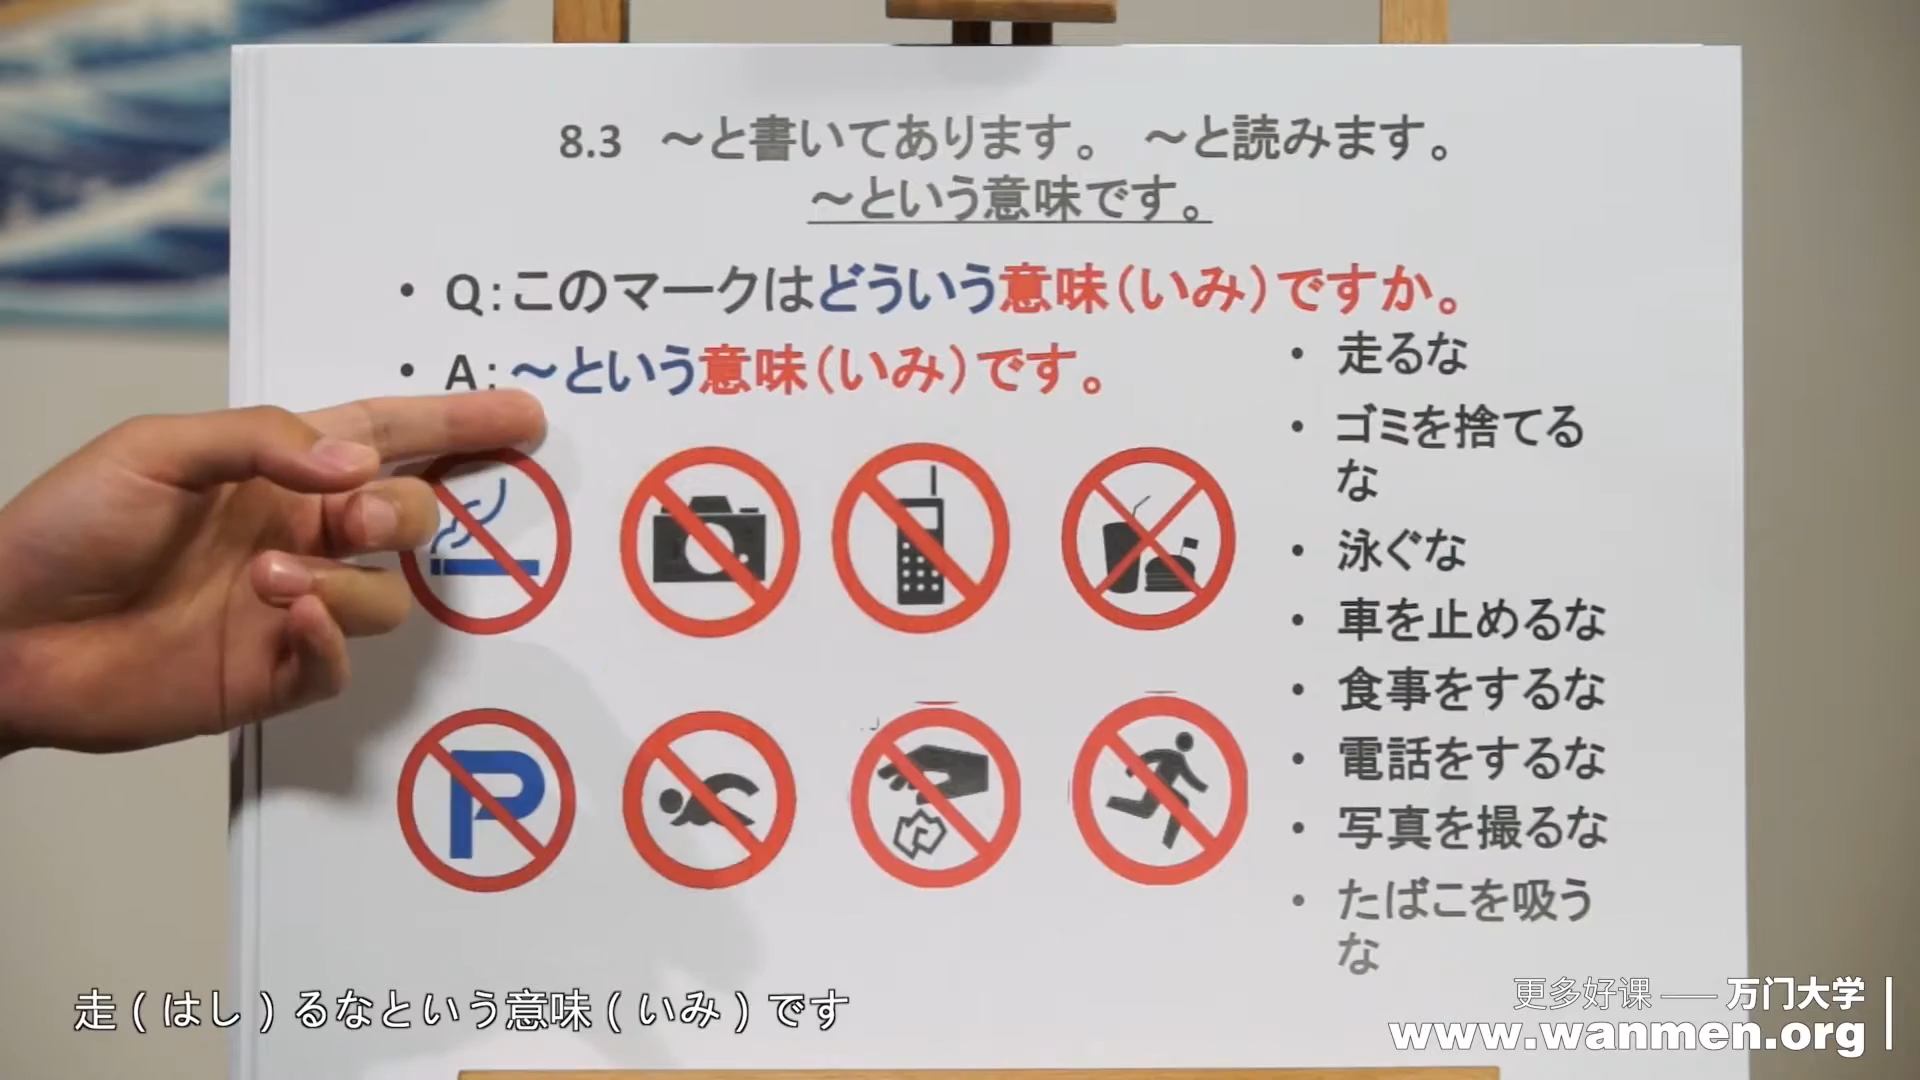 8.3 ～と書いてあります。 ～と読みます。
～という意味です。
• Q:このマークはどういう意味(いみ)ですか。
• A:～という意味(いみ)です。
• 走るな
• ゴミを捨てる
な
• 泳ぐな
• 車を止めるな
• 食事をするな
• 電話をするな
• 写真を撮るな
• たばこを吸う
な
P
走(はし)るなという意味(いみ)です
更多好课 —— 万门大学
www.wanmen.org